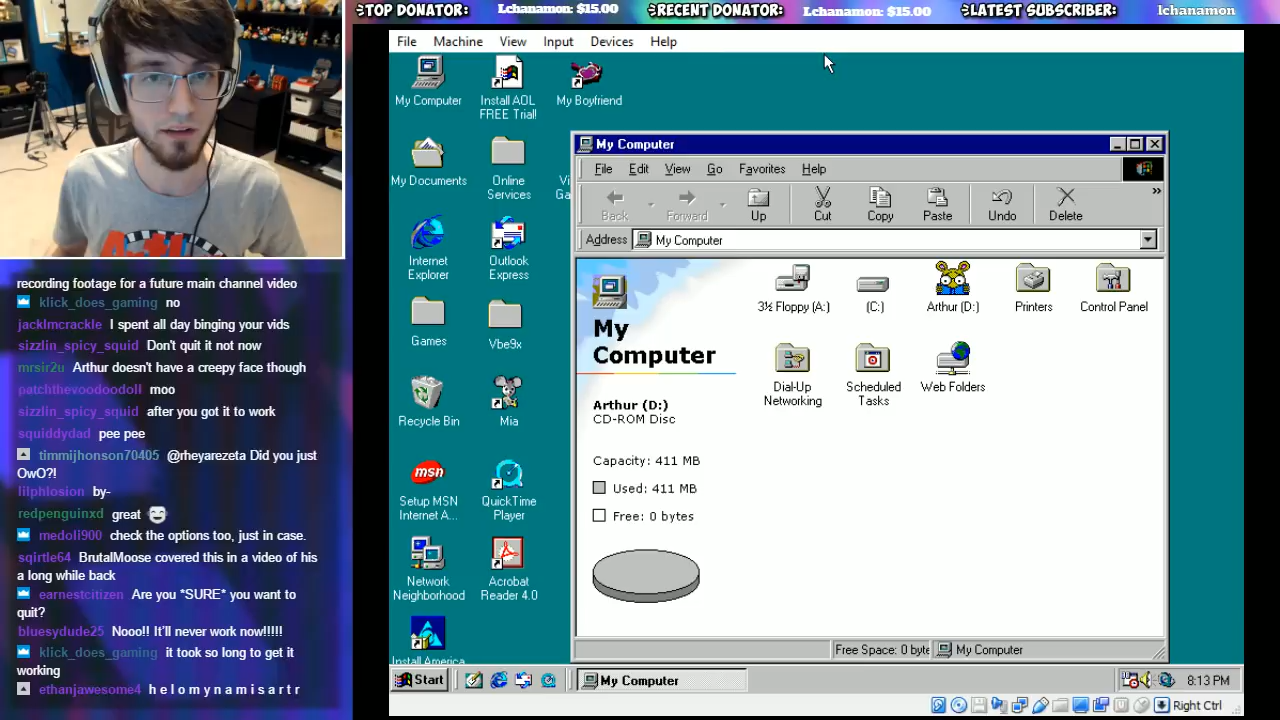 TOP DONATOR: Lchanamon: $15.00 RECENT DONATOR: Lchanamon: $15.00 LATEST SUBSCRIBER: lchanamon
File Machine View Input Devices Help
My Computer
Install AOL
FREE Trial!
My Boyfriend
My Documents
Online
Services
Internet
Explorer
Outlook
Express
Games
Vbe9x
Recycle Bin
Mia
Setup MSN
Internet A...
QuickTime
Player
Network
Neighborhood
Acrobat
Reader 4.0
Install America
My Computer
File Edit View Go Favorites Help
Back Forward Up Cut Copy Paste Undo Delete
Address My Computer
My
Computer
Arthur (D:)
CD-ROM Disc
Capacity: 411 MB
Used: 411 MB
Free: 0 bytes
3½ Floppy (A:)
(C:)
Arthur (D:)
Printers
Control Panel
Dial-Up
Networking
Scheduled
Tasks
Web Folders
Free Space: 0 byte My Computer
Start My Computer 8:13 PM
Right Ctrl
recording footage for a future main channel video
klick_does_gaming no
jacklmcrackle I spent all day binging your vids
sizzlin_spicy_squid Don't quit it not now
mrsir2u Arthur doesn't have a creepy face though
patchthevoodoodoll moo
sizzlin_spicy_squid after you got it to work
squiddydad pee pee
timmijhonson70405 @rheyarezeta Did you just
OwO?!
lilphlosion by-
redpenguinxd great
medoli900 check the options too, just in case.
sqirtle64 BrutalMoose covered this in a video of his
a long while back
earnestcitizen Are you *SURE* you want to
quit?
bluesydude25 Nooo!! It'll never work now!!!!!
klick_does_gaming it took so long to get it
working
ethanjawesome4 h e l o m y n a m i s a r t r